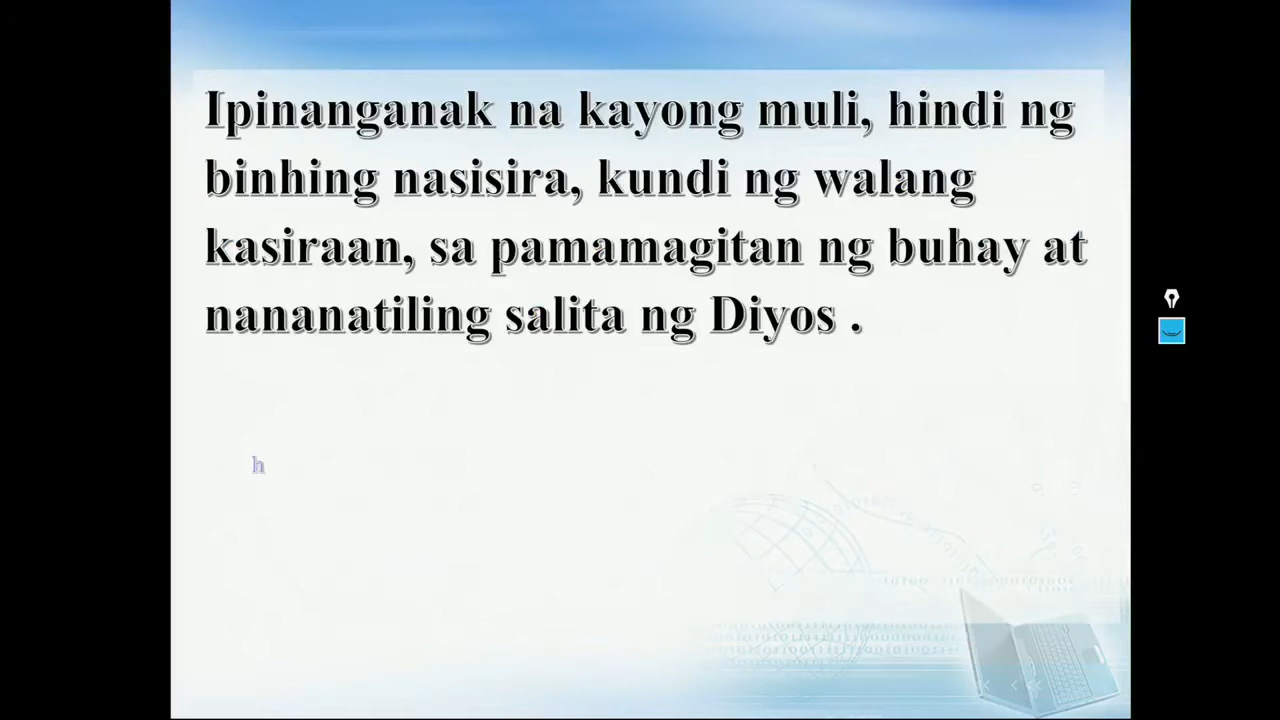 Ipinanganak na kayong muli, hindi ng
binhing nasisira, kundi ng walang
kasiraan, sa pamamagitan ng buhay at
nananatiling salita ng Diyos .
h